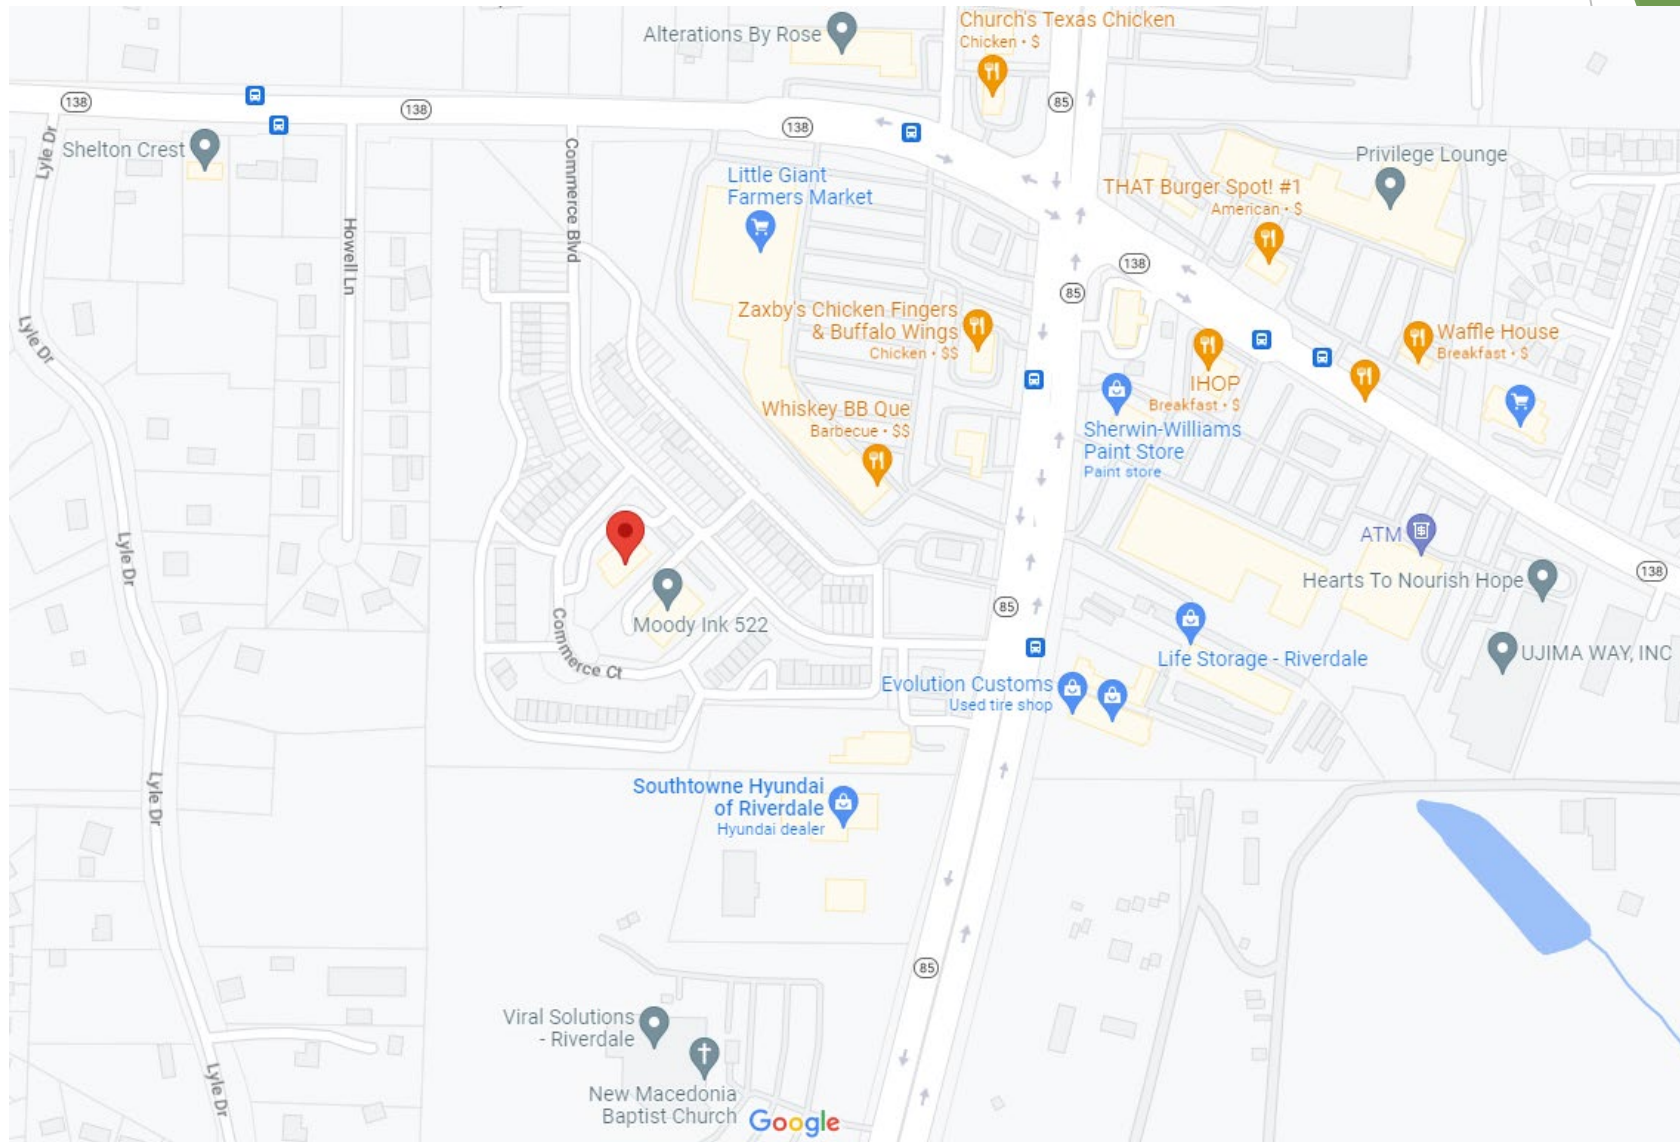 Church's Texas Chicken
Chicken • $
Alterations By Rose
138
138
85
138
Lyle Dr
Shelton Crest
Commerce Blvd
Privilege Lounge
Little Giant
Farmers Market
THAT Burger Spot! #1
American • $
Howell Ln
138
85
Zaxby's Chicken Fingers
& Buffalo Wings
Chicken • $$
Lyle Dr
Waffle House
Breakfast • $
IHOP
Breakfast • $
Whiskey BB Que
Barbecue • $$
Sherwin-Williams
Paint Store
Paint store
ATM
Lyle Dr
Hearts To Nourish Hope
138
85
Moody Ink 522
Commerce Ct
UJIMA WAY, INC
Life Storage - Riverdale
Evolution Customs
Used tire shop
Lyle Dr
Southtowne Hyundai
of Riverdale
Hyundai dealer
85
Viral Solutions
- Riverdale
Lyle Dr
New Macedonia
Baptist Church
Google